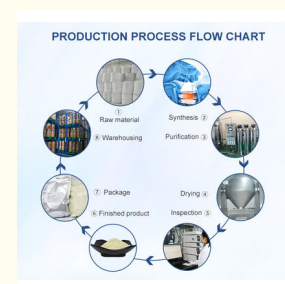 PRODUCTION PROCESS FLOW CHART
① Raw material
Synthesis ②
Purification ③
Drying ④
Inspection ⑤
⑥ Finished product
⑦ Package
⑧ Warehousing